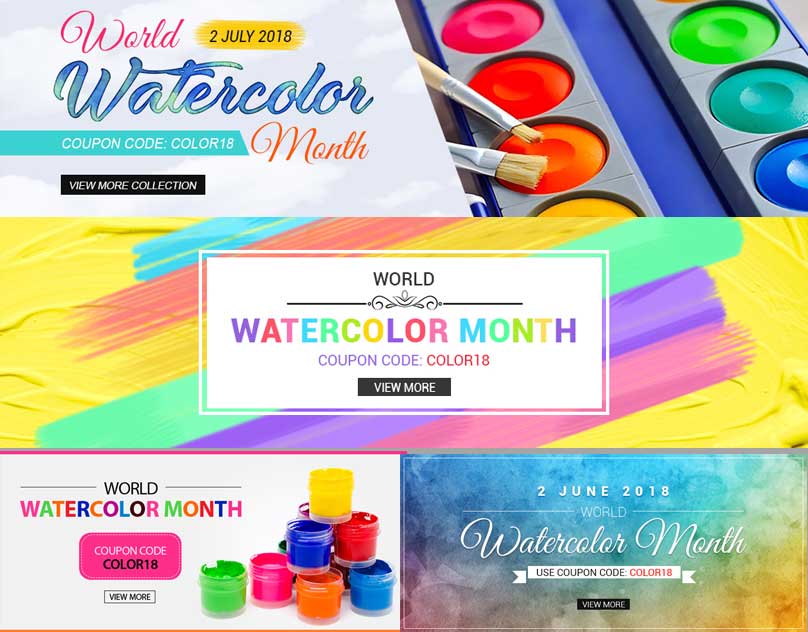 World
2 JULY 2018
Watercolor
COUPON CODE: COLOR18
Month
VIEW MORE COLLECTION
WORLD
WATERCOLOR MONTH
COUPON CODE: COLOR18
VIEW MORE
WORLD
WATERCOLOR MONTH
COUPON CODE
COLOR18
VIEW MORE
2 JUNE 2018
WORLD
Watercolor Month
USE COUPON CODE: COLOR18
VIEW MORE